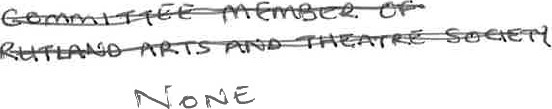 COMMITTEE MEMBER OF
RUTLAND ARTS AND THEATRE SOCIETY
NONE